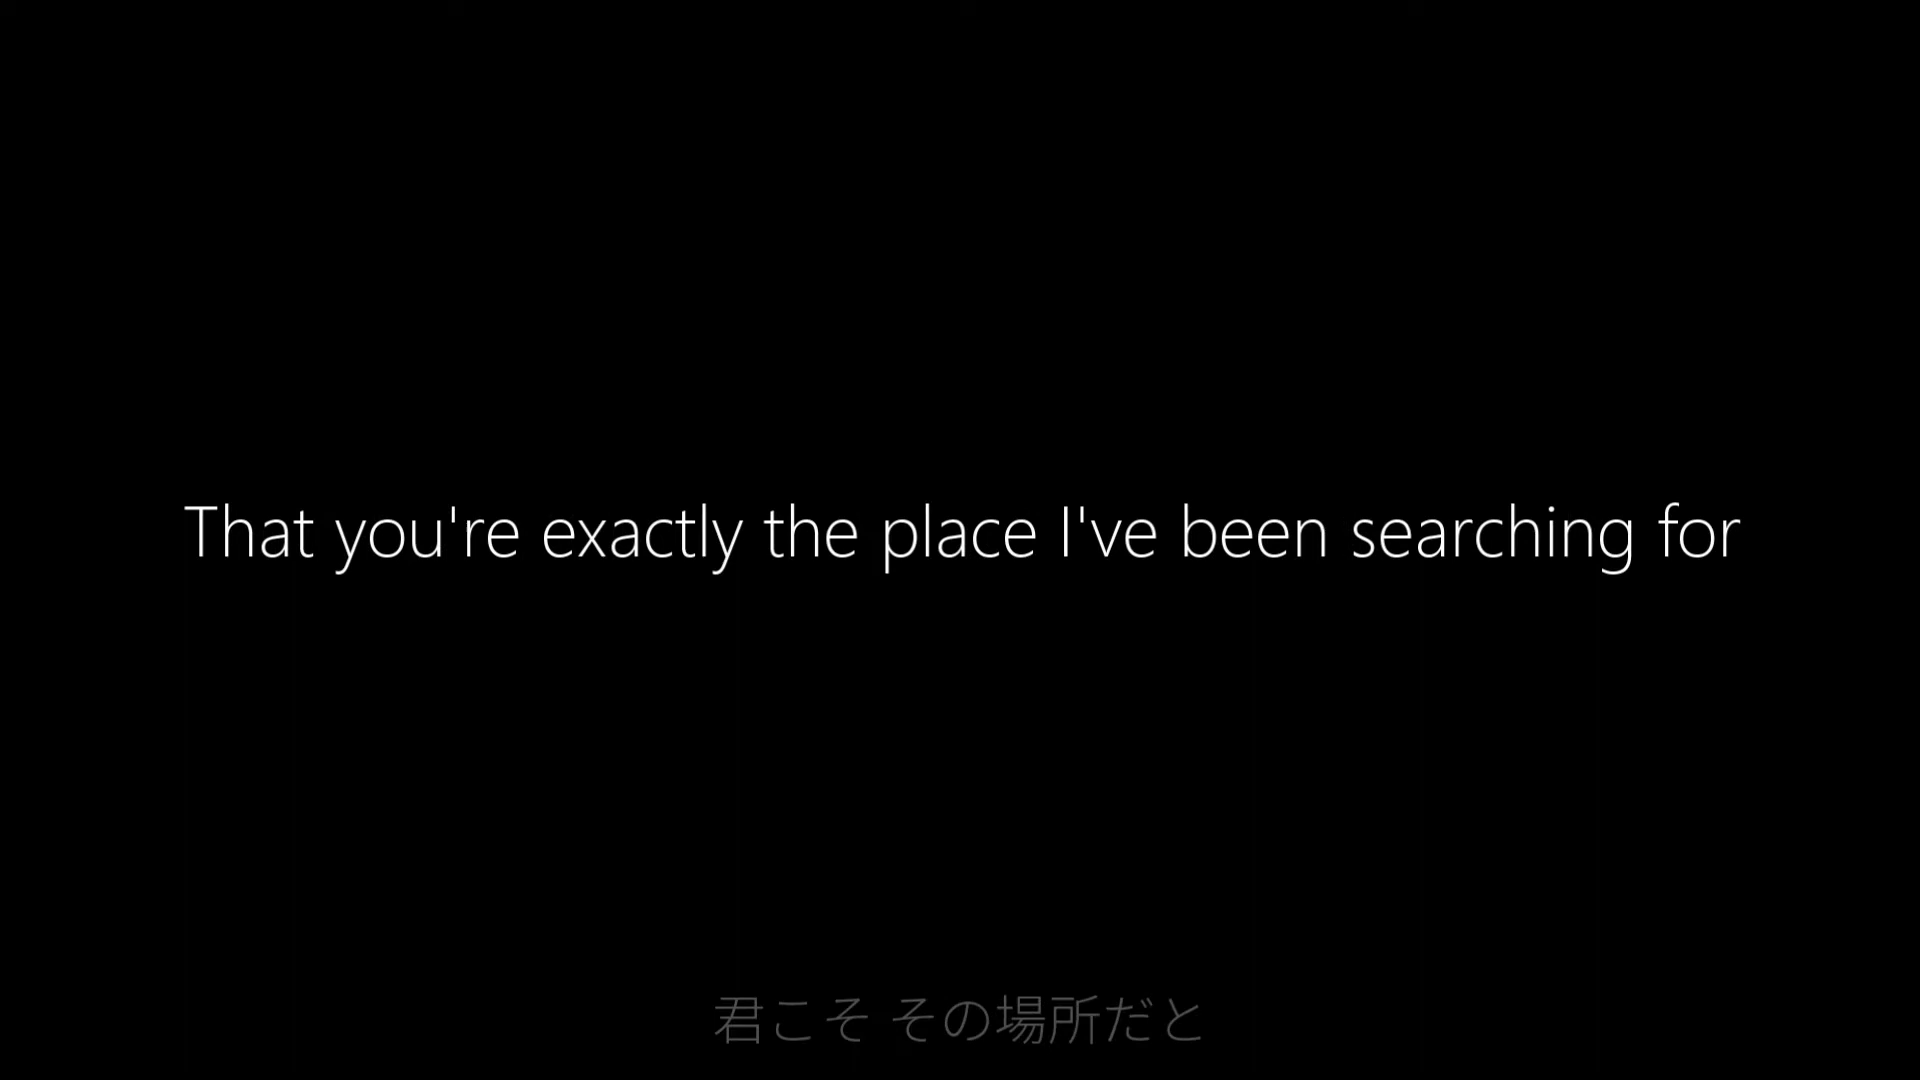 That you're exactly the place I've been searching for
君こそ その場所だと